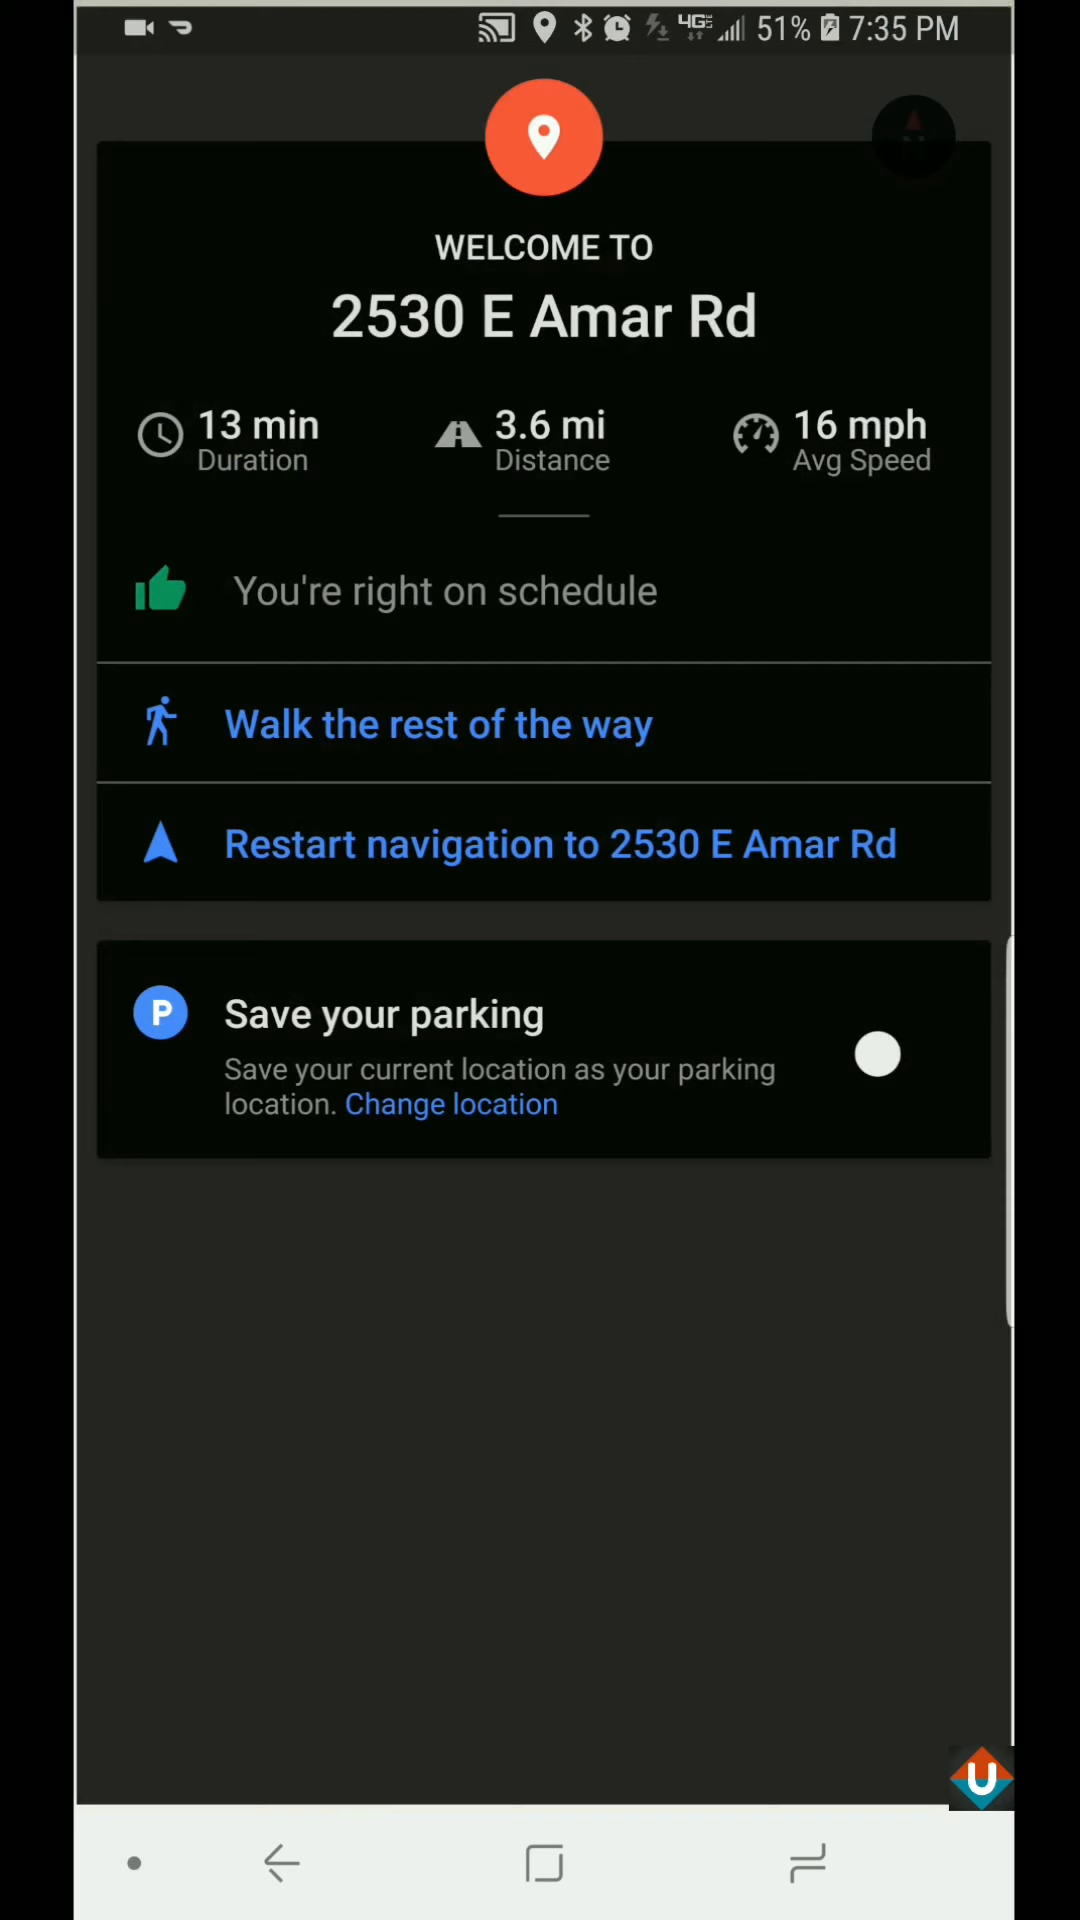 4G LTE 51% 7:35 PM
N
WELCOME TO
2530 E Amar Rd
13 min 3.6 mi 16 mph
Duration Distance Avg Speed
You're right on schedule
Walk the rest of the way
Restart navigation to 2530 E Amar Rd
P Save your parking
Save your current location as your parking
location. Change location
U